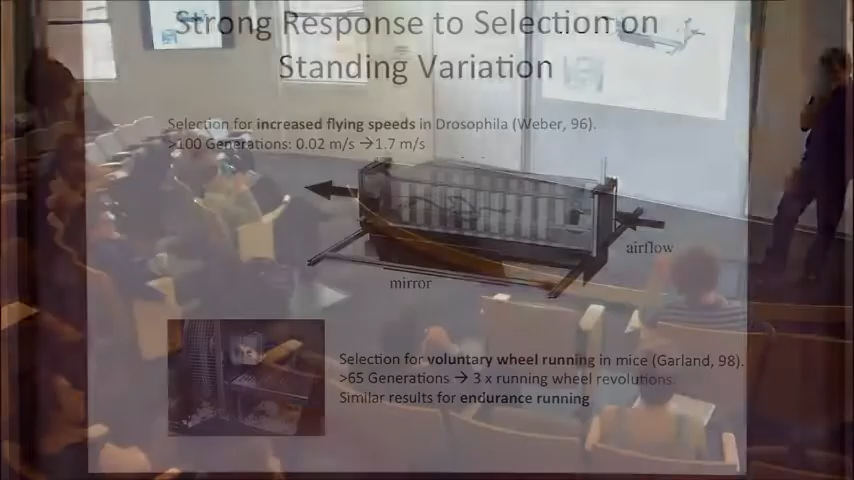 Strong Response to Selection on
Standing Variation
Selection for increased flying speeds in Drosophila (Weber, 96).
>100 Generations: 0.02 m/s →1.7 m/s
airflow
mirror
Selection for voluntary wheel running in mice (Garland, 98).
>65 Generations → 3 x running wheel revolutions.
Similar results for endurance running